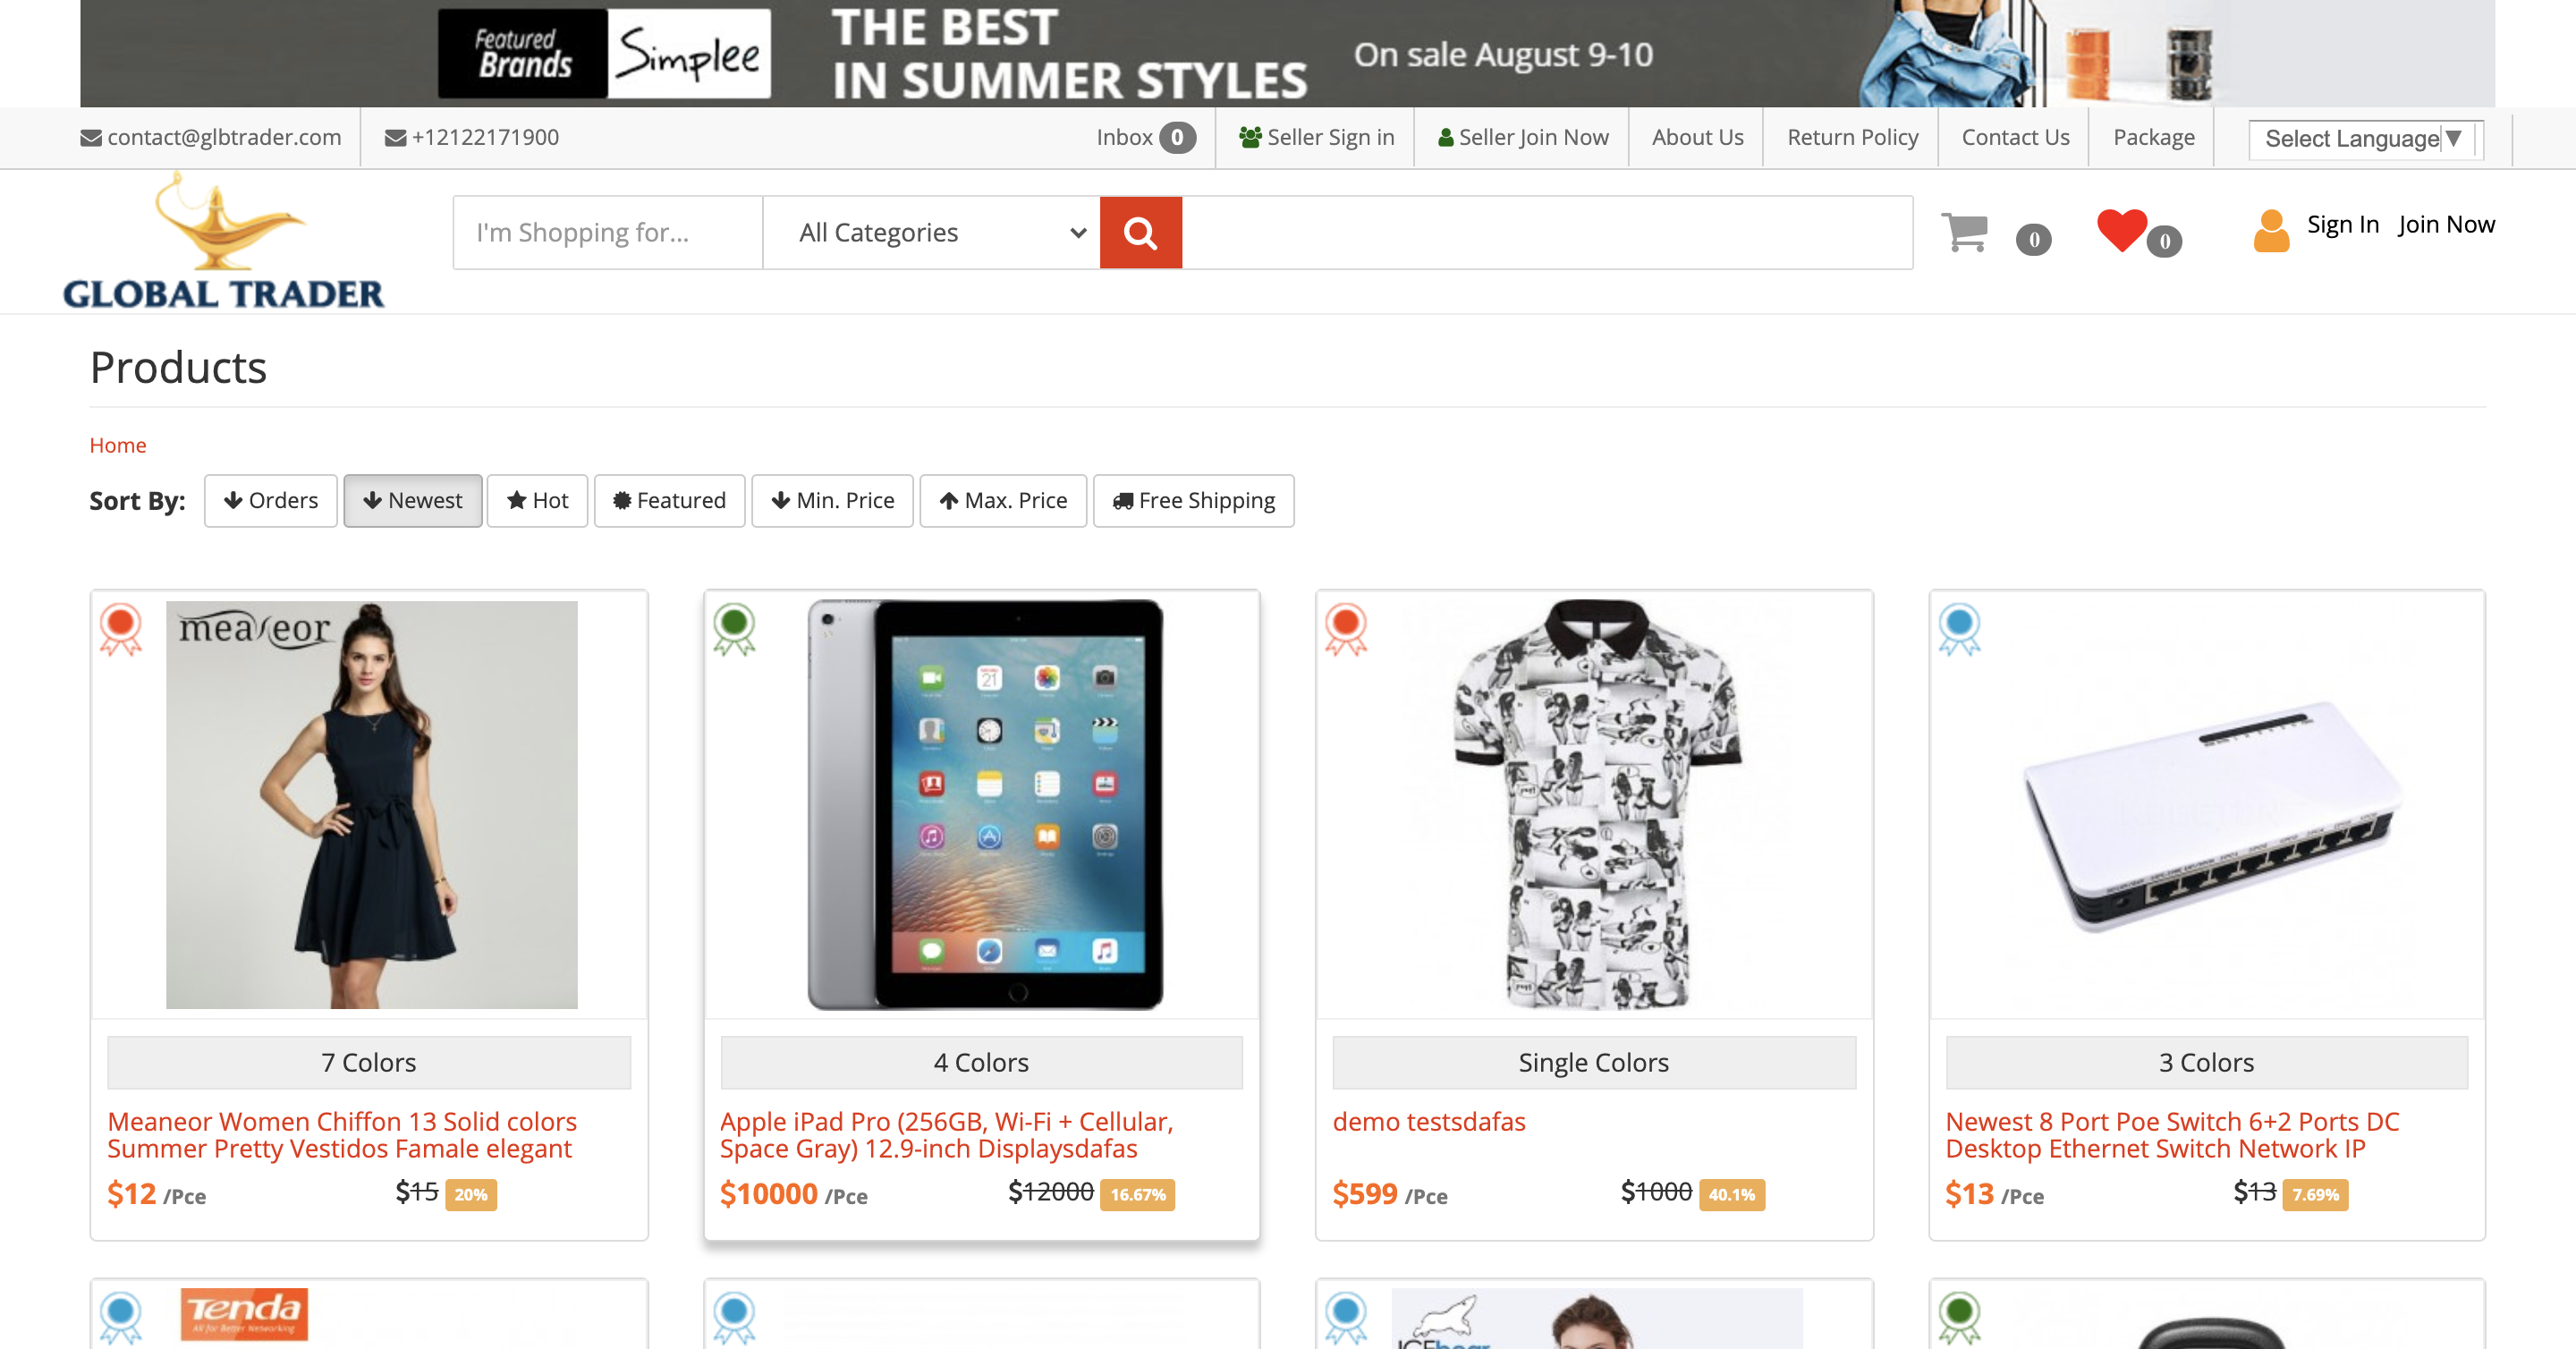 Featured
Brands
Simplee
THE BEST
IN SUMMER STYLES
On sale August 9-10
contact@glbtrader.com
+12122171900
Inbox 0
Seller Sign in
Seller Join Now
About Us
Return Policy
Contact Us
Package
Select Language▼
GLOBAL TRADER
I'm Shopping for...
All Categories
0
0
Sign In
Join Now
Products
Home
Sort By:
Orders
Newest
Hot
Featured
Min. Price
Max. Price
Free Shipping
meaneor
21
7 Colors
4 Colors
Single Colors
3 Colors
Meaneor Women Chiffon 13 Solid colors
Summer Pretty Vestidos Famale elegant
Apple iPad Pro (256GB, Wi-Fi + Cellular,
Space Gray) 12.9-inch Displaysdafas
demo testsdafas
Newest 8 Port Poe Switch 6+2 Ports DC
Desktop Ethernet Switch Network IP
$12 /Pce $15 20%
$10000 /Pce $12000 16.67%
$599 /Pce $1000 40.1%
$13 /Pce $13 7.69%
Tenda
All for Better Networking
ICEbear